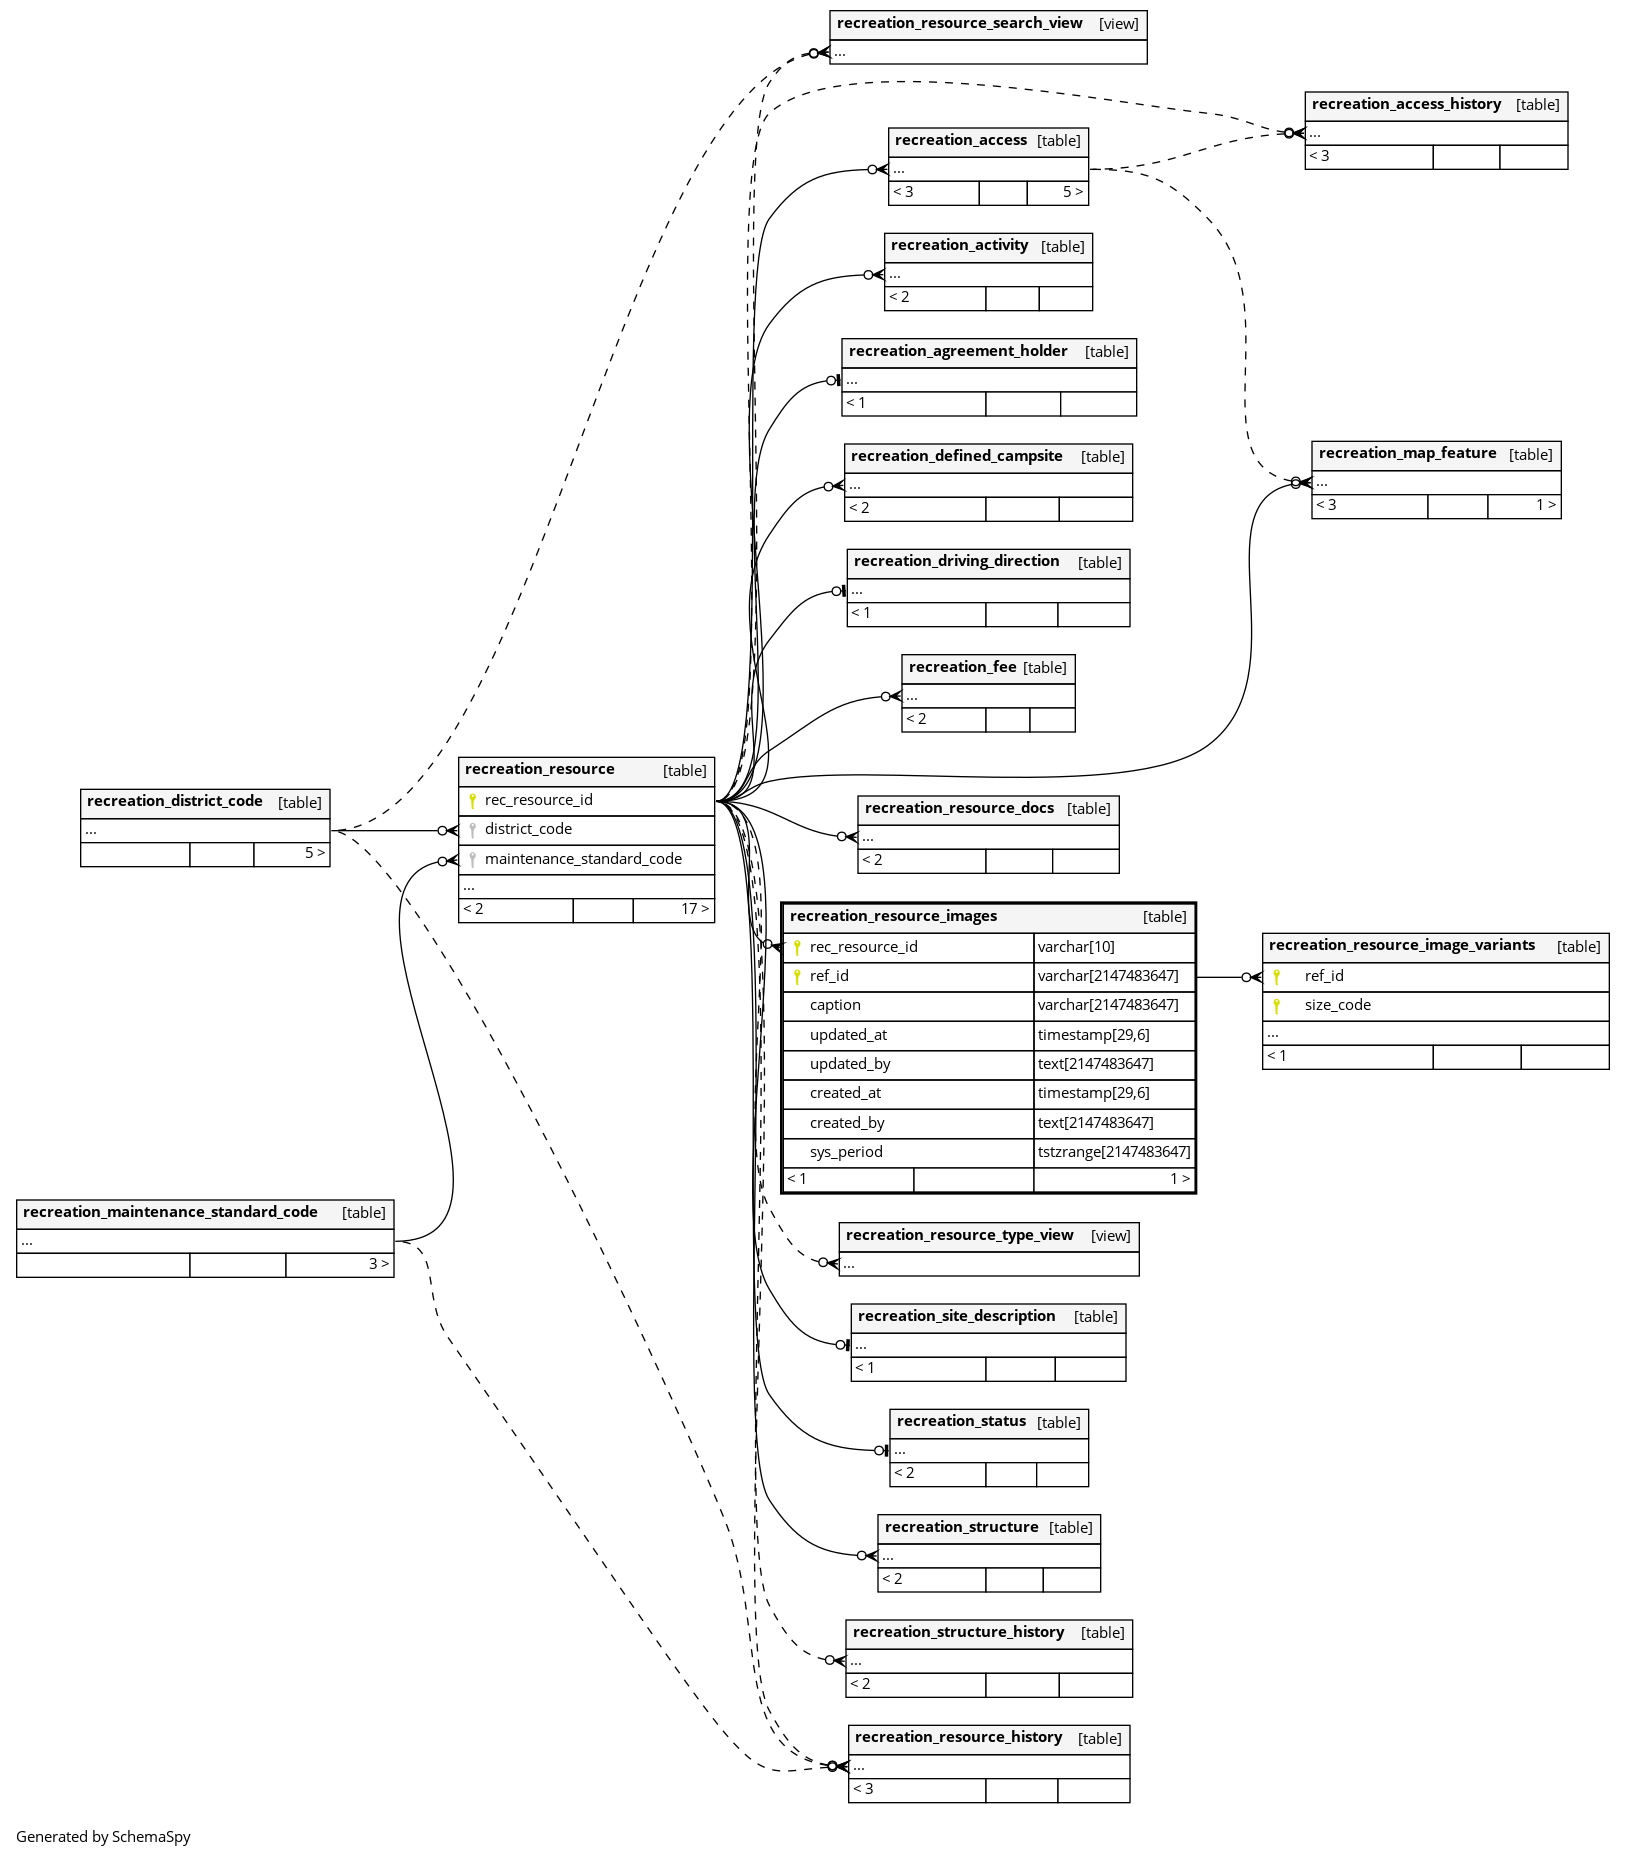 recreation_resource_search_view [view]
...
recreation_access_history [table]
...
< 3
recreation_access [table]
...
< 3 5 >
recreation_activity [table]
...
< 2
recreation_agreement_holder [table]
...
< 1
recreation_defined_campsite [table]
...
< 2
recreation_map_feature [table]
...
< 3 1 >
recreation_driving_direction [table]
...
< 1
recreation_fee [table]
...
< 2
recreation_resource [table]
rec_resource_id
district_code
maintenance_standard_code
...
< 2 17 >
recreation_district_code [table]
...
5 >
recreation_resource_docs [table]
...
< 2
recreation_resource_images [table]
rec_resource_id varchar[10]
ref_id varchar[2147483647]
caption varchar[2147483647]
updated_at timestamp[29,6]
updated_by text[2147483647]
created_at timestamp[29,6]
created_by text[2147483647]
sys_period tstzrange[2147483647]
< 1 1 >
recreation_resource_image_variants [table]
ref_id
size_code
...
< 1
recreation_maintenance_standard_code [table]
...
3 >
recreation_resource_type_view [view]
...
recreation_site_description [table]
...
< 1
recreation_status [table]
...
< 2
recreation_structure [table]
...
< 2
recreation_structure_history [table]
...
< 2
recreation_resource_history [table]
...
< 3
Generated by SchemaSpy